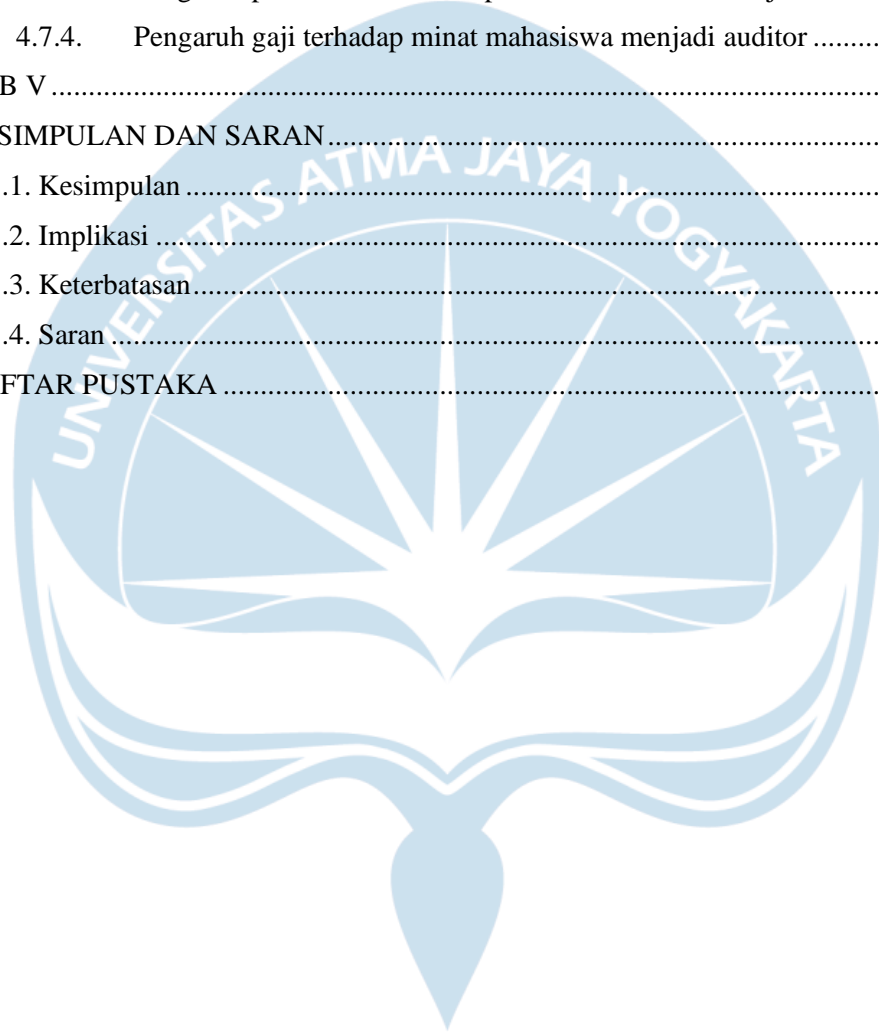 4.7.4. Pengaruh gaji terhadap minat mahasiswa menjadi auditor ........
B V ........
SIMPULAN DAN SARAN ........
.1. Kesimpulan ........
.2. Implikasi ........
.3. Keterbatasan ........
.4. Saran ........
FTAR PUSTAKA ........
UNIVERSITAS ATMA JAYA YOGYAKARTA